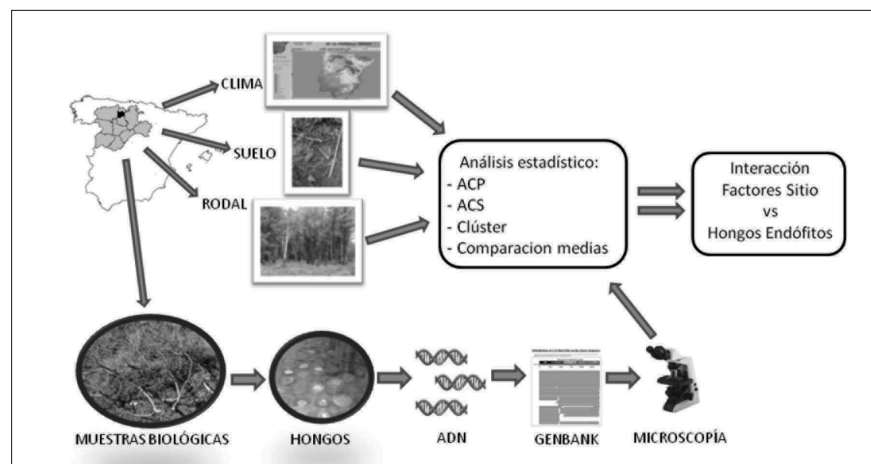 CLIMA
SUELO
RODAL
Análisis estadístico:
- ACP
- ACS
- Clúster
- Comparacion medias
Interacción
Factores Sitio
vs
Hongos Endófitos
MUESTRAS BIOLÓGICAS
HONGOS
ADN
GENBANK
MICROSCOPÍA